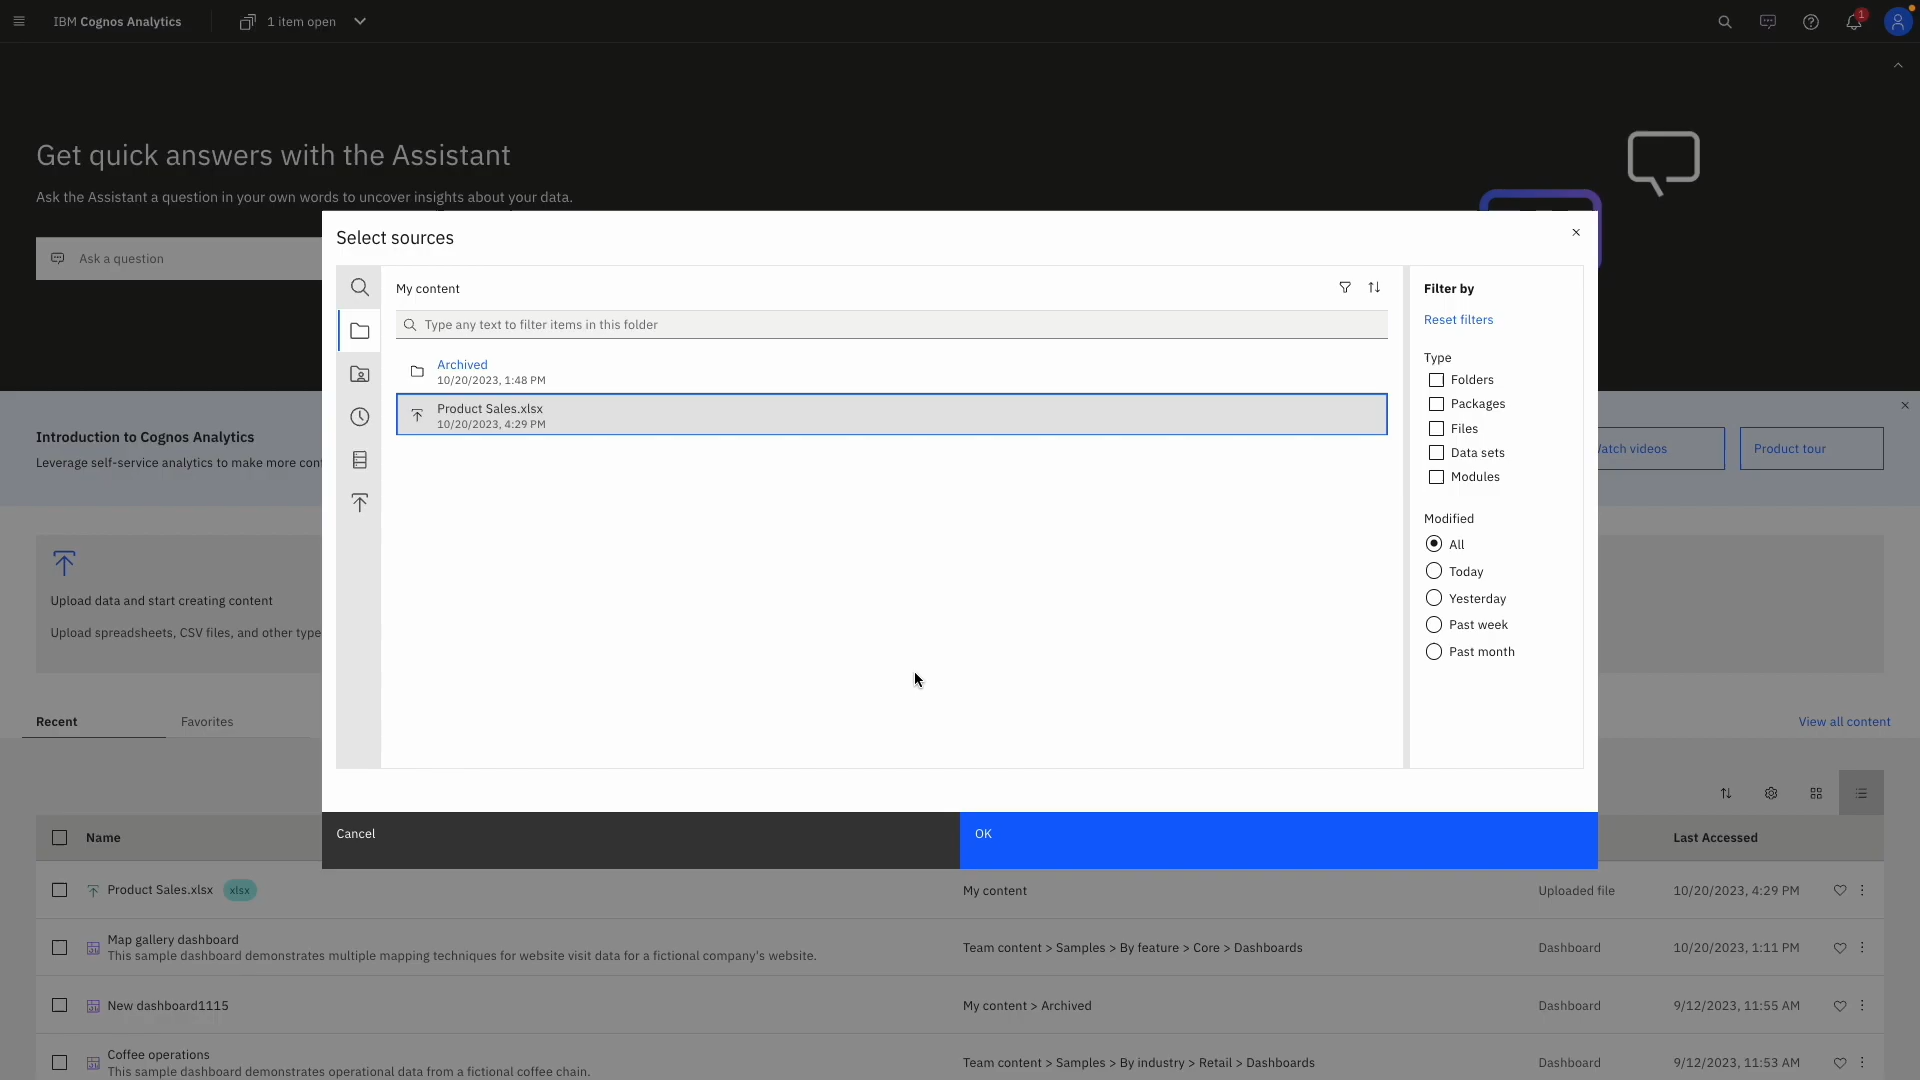 IBM Cognos Analytics
1 item open
1
Get quick answers with the Assistant
Ask the Assistant a question in your own words to uncover insights about your data.
Ask a question
Select sources
My content
Type any text to filter items in this folder
Archived
10/20/2023, 1:48 PM
Product Sales.xlsx
10/20/2023, 4:29 PM
Filter by
Reset filters
Type
Folders
Packages
Files
Data sets
Modules
Modified
All
Today
Yesterday
Past week
Past month
Cancel
OK
Introduction to Cognos Analytics
Leverage self-service analytics to make more
videos
Product tour
Upload data and start creating content
Upload spreadsheets, CSV files, and other
Recent
Favorites
View all content
Name
Last Accessed
Product Sales.xlsx xlsx
My content
Uploaded file
10/20/2023, 4:29 PM
Map gallery dashboard
This sample dashboard demonstrates multiple mapping techniques for website visit data for a fictional company's website.
Team content > Samples > By feature > Core > Dashboards
Dashboard
10/20/2023, 1:11 PM
New dashboard1115
My content > Archived
Dashboard
9/12/2023, 11:55 AM
Coffee operations
This sample dashboard demonstrates operational data from a fictional coffee chain.
Team content > Samples > By industry > Retail > Dashboards
Dashboard
9/12/2023, 11:53 AM